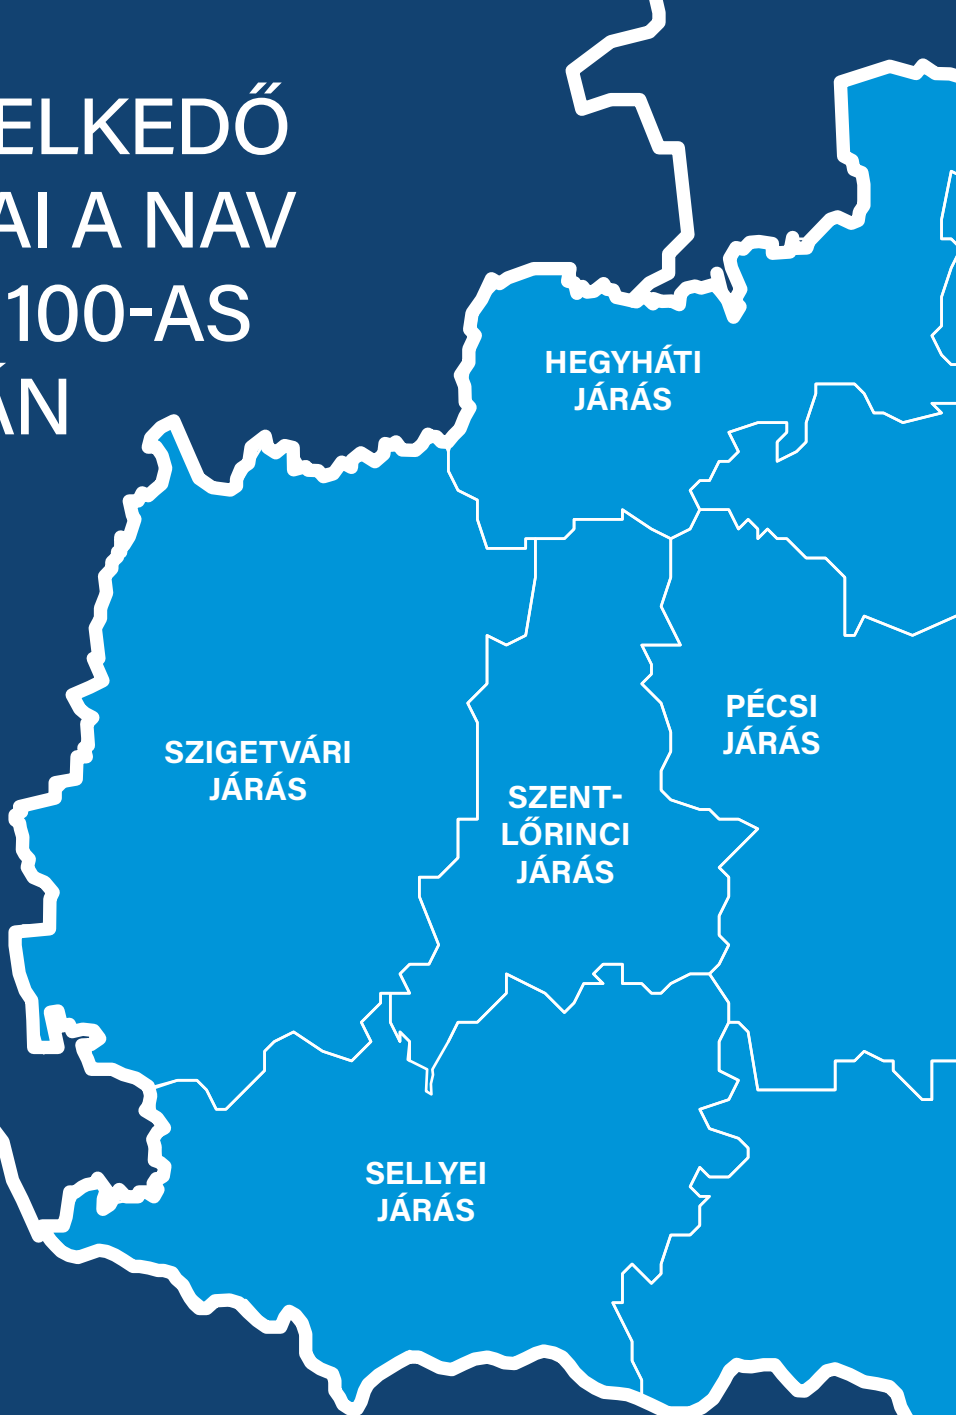 ELKEDŐ
AI A NAV
100-AS
ÁN
HEGYHÁTI
JÁRÁS
PÉCSI
JÁRÁS
SZIGETVÁRI
JÁRÁS
SZENT-
LŐRINCI
JÁRÁS
SELLYEI
JÁRÁS